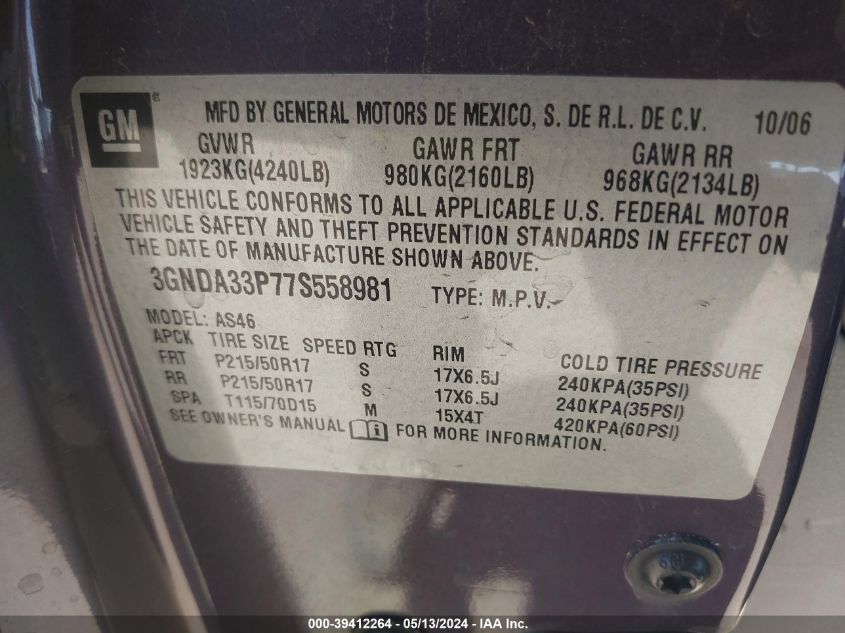 GM
MFD BY GENERAL MOTORS DE MEXICO, S. DE R.L. DE C.V. 10/06
GVWR GAWR FRT GAWR RR
1923KG(4240LB) 980KG(2160LB) 968KG(2134LB)
THIS VEHICLE CONFORMS TO ALL APPLICABLE U.S. FEDERAL MOTOR
VEHICLE SAFETY AND THEFT PREVENTION STANDARDS IN EFFECT ON
THE DATE OF MANUFACTURE SHOWN ABOVE.
3GNDA33P77S558981 TYPE: M.P.V.
MODEL: AS46
APCK TIRE SIZE SPEED RTG RIM COLD TIRE PRESSURE
FRT P215/50R17 S 17X6.5J 240KPA(35PSI)
RR P215/50R17 S 17X6.5J 240KPA(35PSI)
SPA T115/70D15 M 15X4T 420KPA(60PSI)
SEE OWNER'S MANUAL FOR MORE INFORMATION.
000-39412264 - 05/13/2024 - IAA Inc.